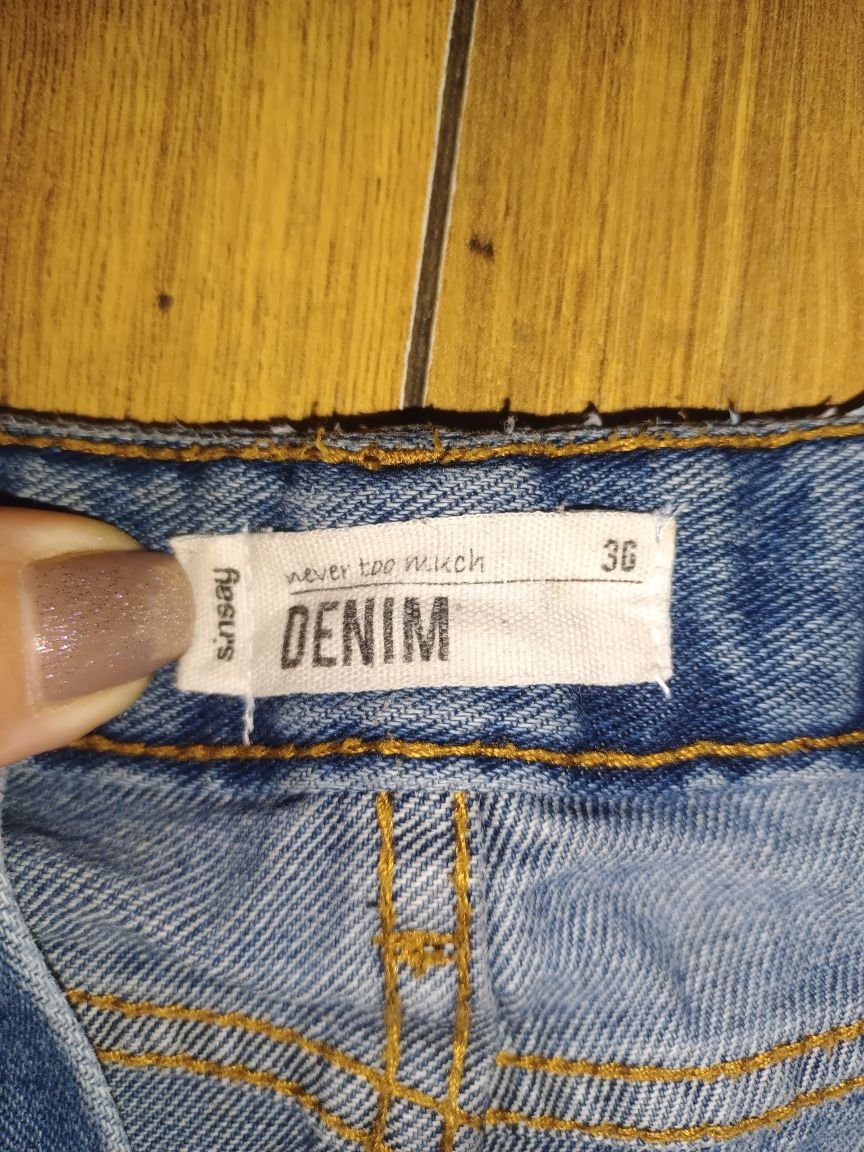 sinsay
never too much
36
DENIM